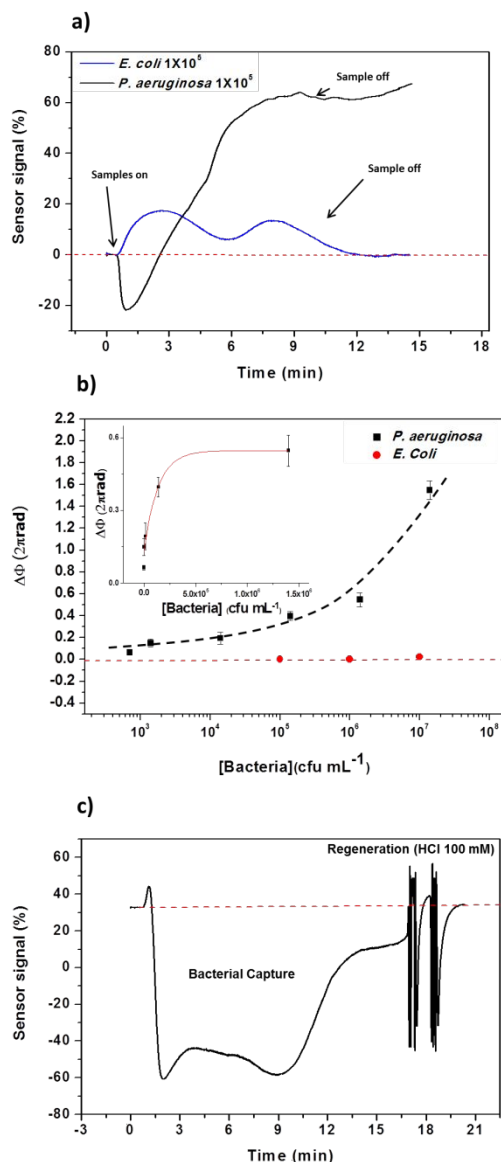 a)
E. coli 1X10⁵
P. aeruginosa 1X10⁵
Sample off
Samples on
Sample off
80
60
40
20
0
-20
Sensor signal (%)
0 3 6 9 12 15 18
Time (min)
b)
P. aeruginosa
E. Coli
2.2
2.0
1.8
1.6
1.4
1.2
1.0
0.8
0.6
0.4
0.2
0.0
-0.2
-0.4
ΔΦ (2πrad)
0.6
0.3
0.0
ΔΦ (2πrad)
0.0 5.0x10⁵ 1.0x10⁶ 1.5x10⁶
[Bacteria] (cfu mL⁻¹)
10³ 10⁴ 10⁵ 10⁶ 10⁷ 10⁸
[Bacteria](cfu mL⁻¹)
c)
Regeneration (HCl 100 mM)
Bacterial Capture
60
40
20
0
-20
-40
-60
-80
Sensor signal (%)
-3 0 3 6 9 12 15 18 21
Time (min)